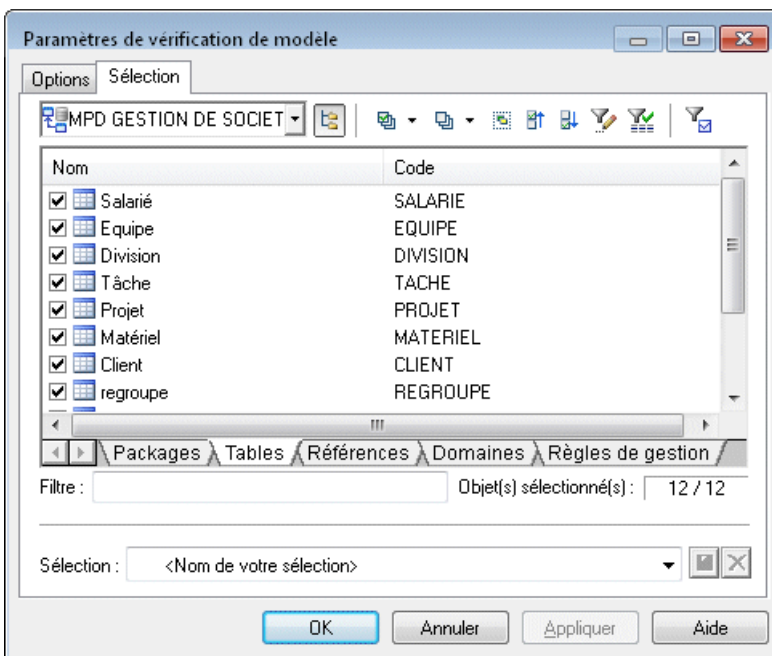 Paramètres de vérification de modèle
Options Sélection
MPD GESTION DE SOCIET
Nom Code
Salarié SALARIE
Equipe EQUIPE
Division DIVISION
Tâche TACHE
Projet PROJET
Matériel MATERIEL
Client CLIENT
regroupe REGROUPE
Packages Tables Références Domaines Règles de gestion
Filtre : Objet(s) sélectionné(s) : 12 / 12
Sélection : <Nom de votre sélection>
OK Annuler Appliquer Aide